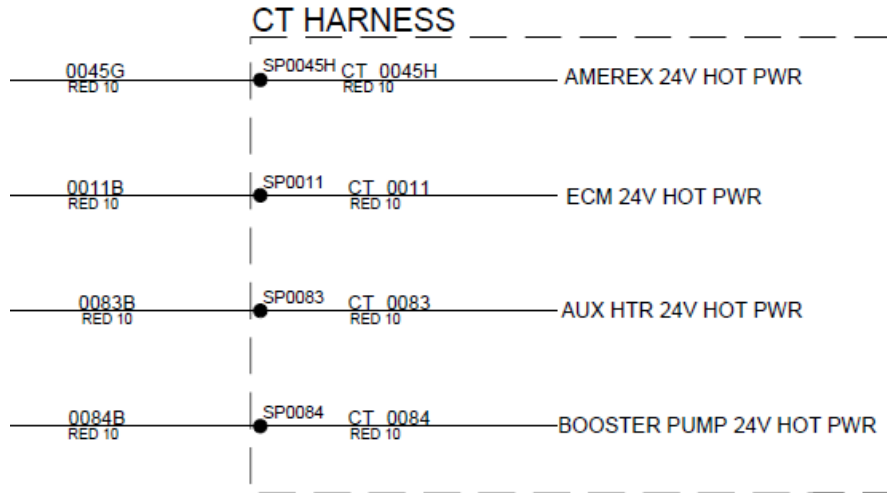 CT HARNESS
0045G SP0045H CT 0045H AMEREX 24V HOT PWR
RED 10 RED 10
0011B SP0011 CT 0011 ECM 24V HOT PWR
RED 10 RED 10
0083B SP0083 CT 0083 AUX HTR 24V HOT PWR
RED 10 RED 10
0084B SP0084 CT 0084 BOOSTER PUMP 24V HOT PWR
RED 10 RED 10